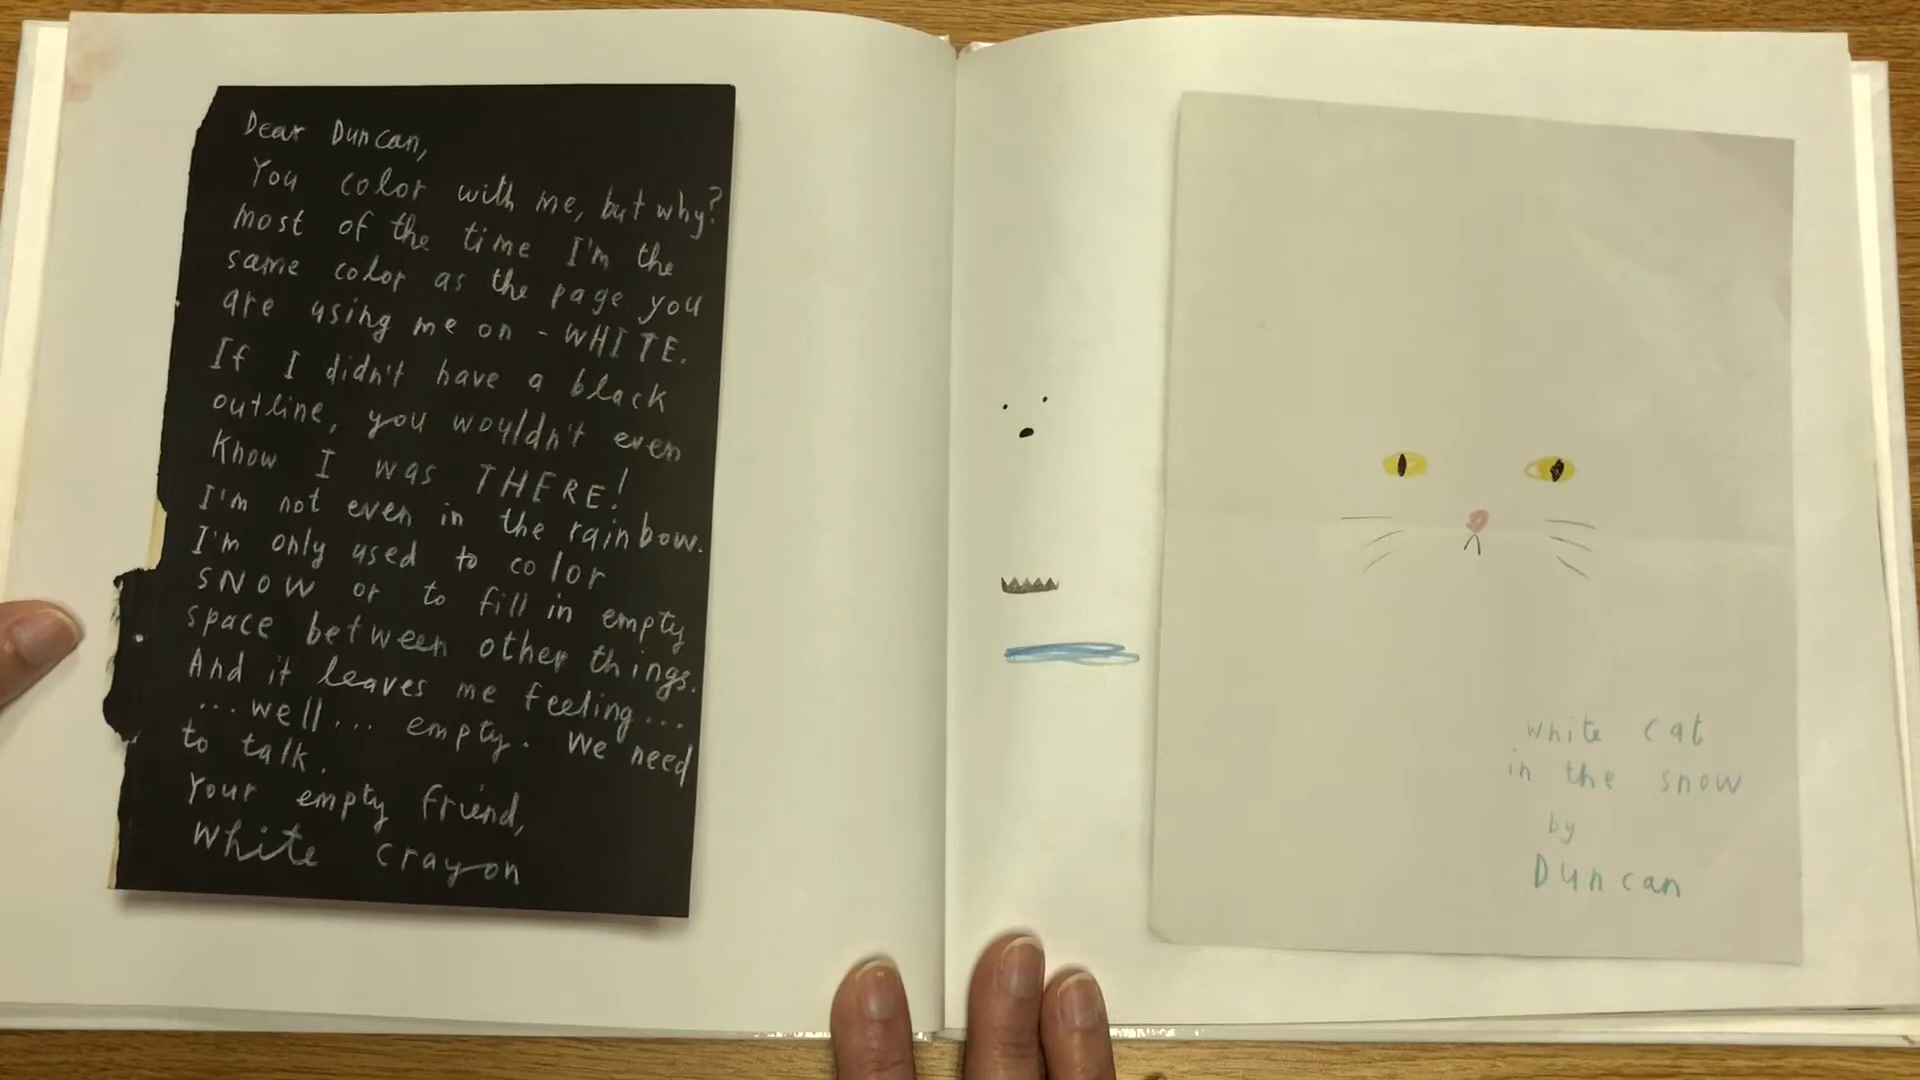 Dear Duncan,
You color with me, but why?
most of the time I'm the
same color as the page you
are using me on - WHITE.
If I didn't have a black
outline, you wouldn't even
know I was THERE!
I'm not even in the rainbow.
I'm only used to color
SNOW or to fill in empty
space between other things.
And it leaves me feeling...
...well... empty. We need
to talk.
Your empty friend,
White crayon
white cat
in the snow
by
Duncan